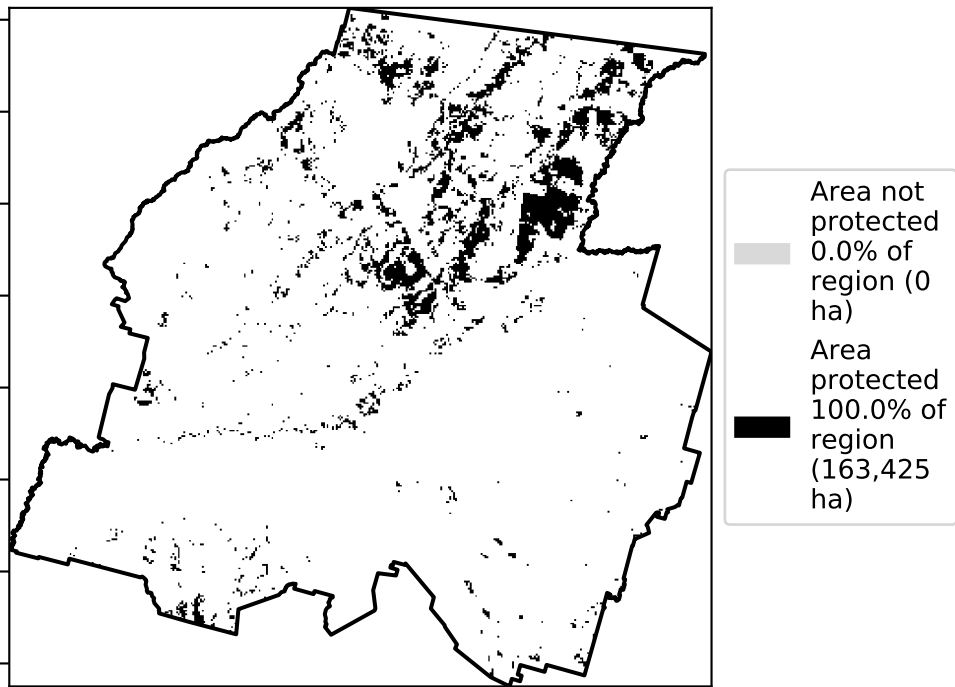 Area not
protected
0.0% of
region (0
ha)
Area
protected
100.0% of
region
(163,425
ha)